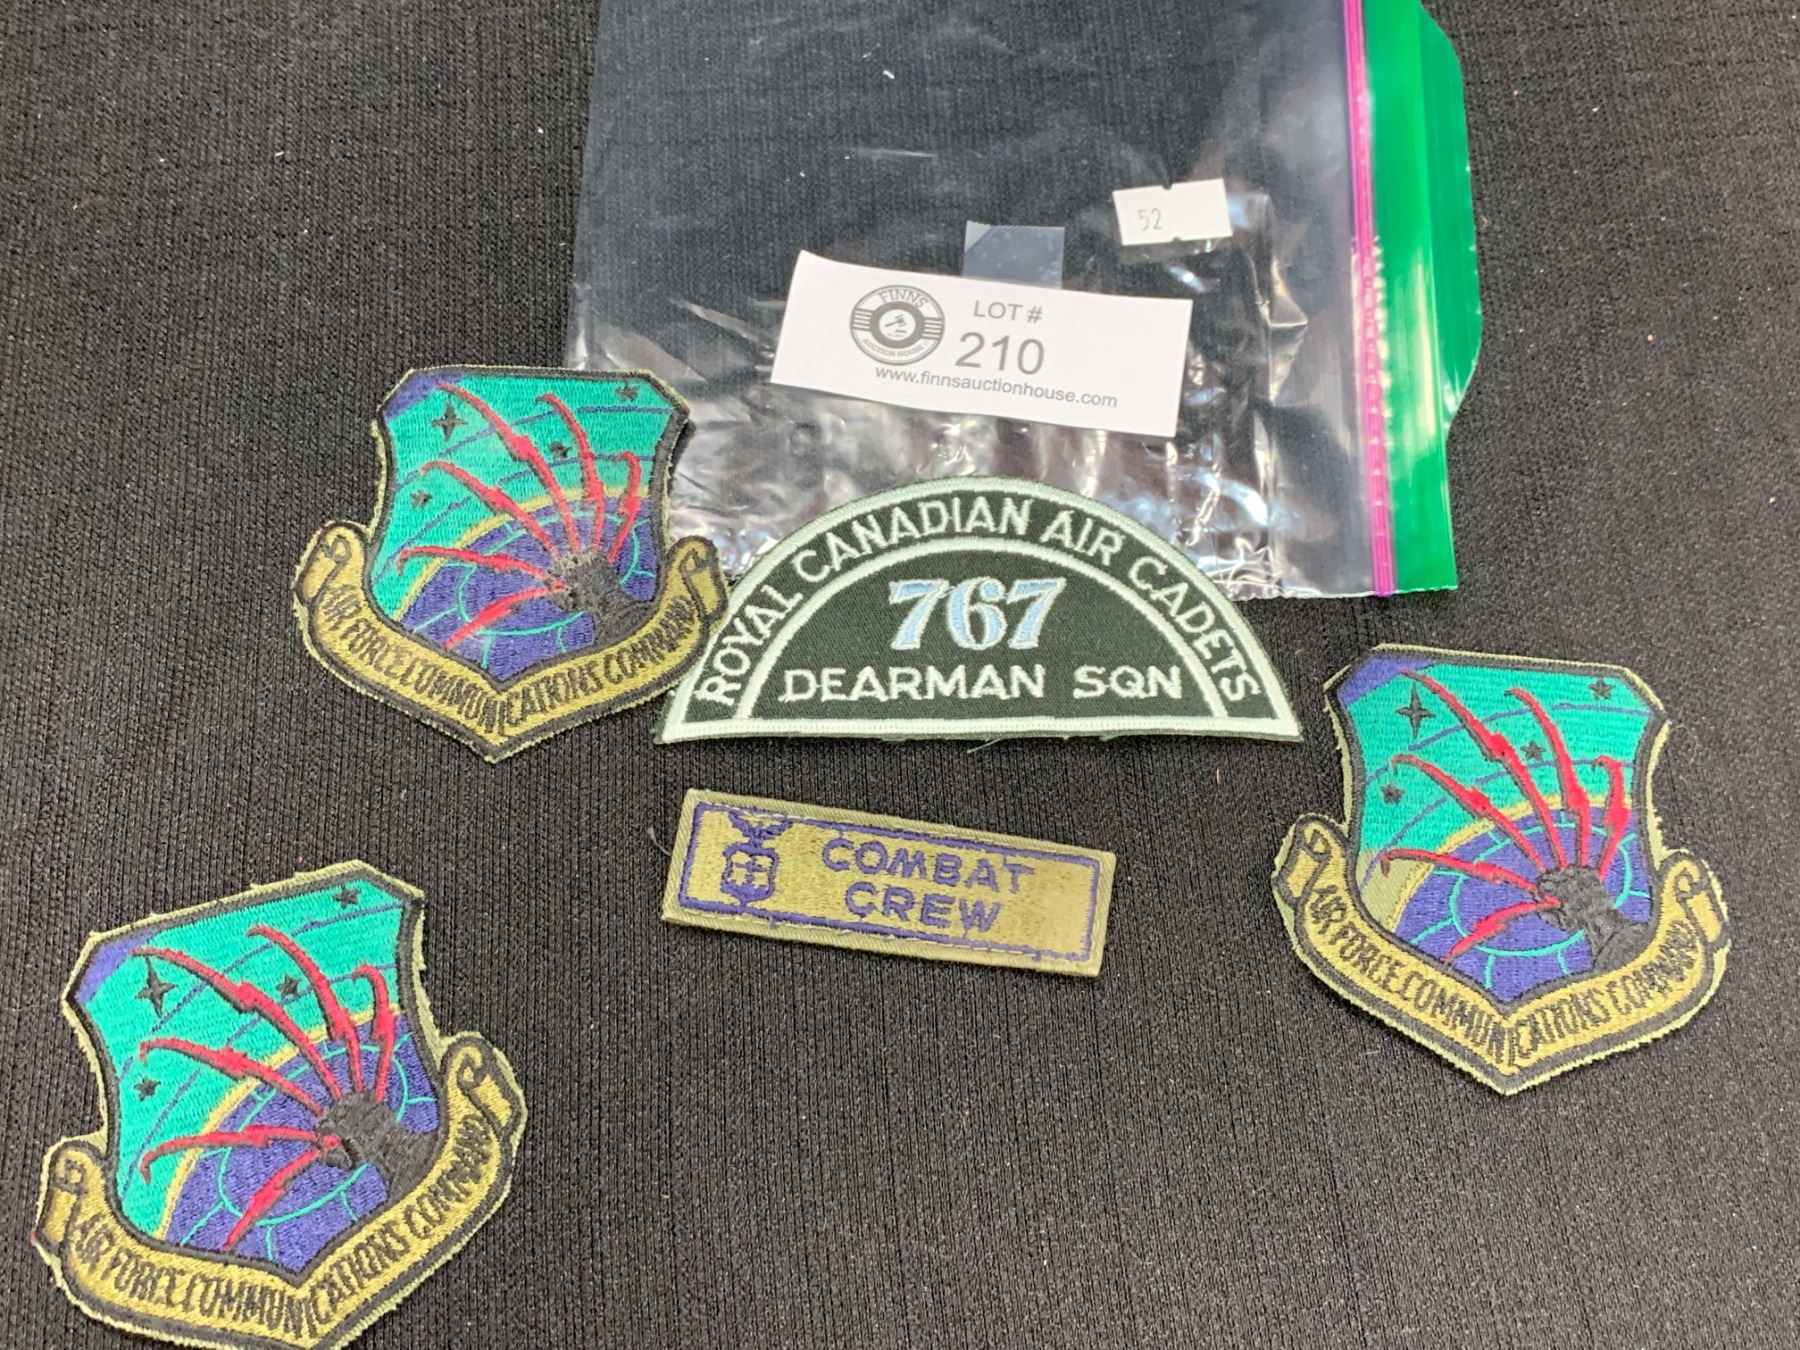 52
FINNS
AUCTION HOUSE
LOT #
210
www.finnsauctionhouse.com
AIR FORCE COMMUNICATIONS COMMAND
ROYAL CANADIAN AIR CADETS
767
DEARMAN SQN
COMBAT
CREW
AIR FORCE COMMUNICATIONS COMMAND
AIR FORCE COMMUNICATIONS COMMAND